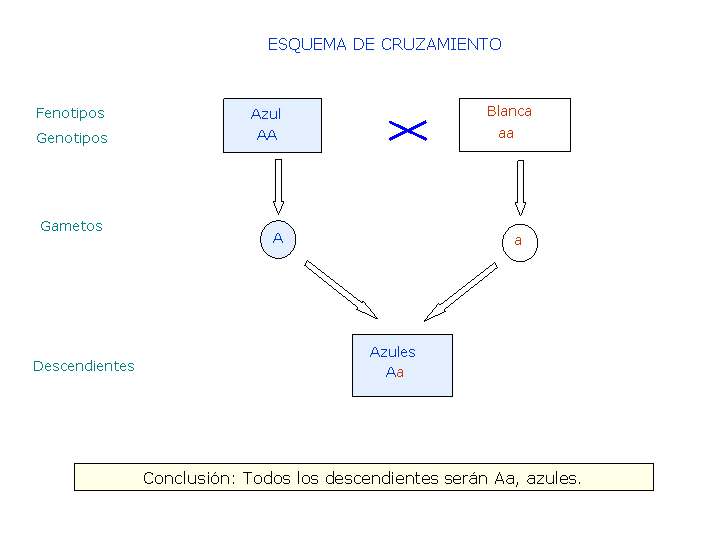 ESQUEMA DE CRUZAMIENTO
Fenotipos
Genotipos
Azul
AA
Blanca
aa
Gametos
A
a
Descendientes
Azules
Aa
Conclusión: Todos los descendientes serán Aa, azules.